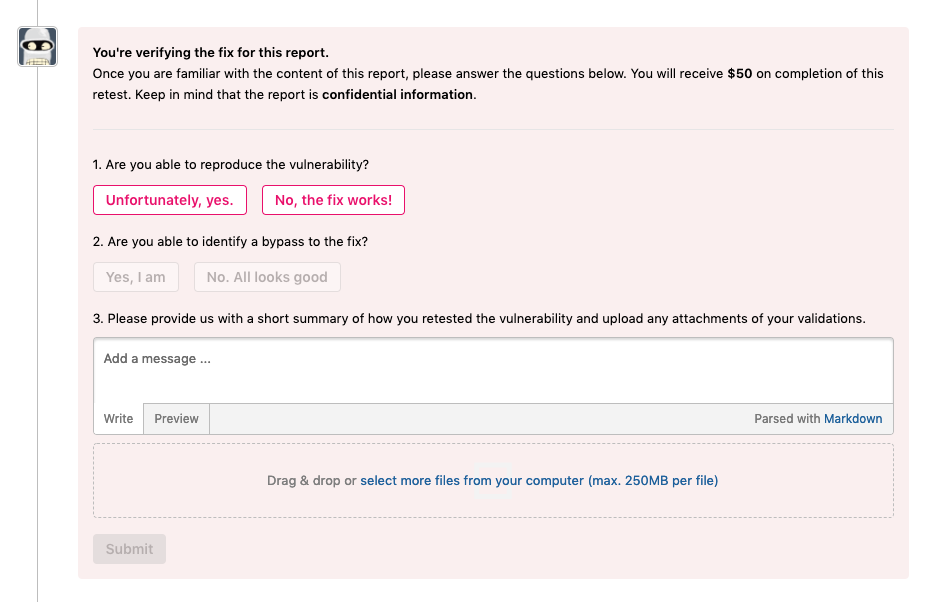 You're verifying the fix for this report.
Once you are familiar with the content of this report, please answer the questions below. You will receive $50 on completion of this
retest. Keep in mind that the report is confidential information.
1. Are you able to reproduce the vulnerability?
Unfortunately, yes. No, the fix works!
2. Are you able to identify a bypass to the fix?
Yes, I am No. All looks good
3. Please provide us with a short summary of how you retested the vulnerability and upload any attachments of your validations.
Add a message ...
Write Preview Parsed with Markdown
Drag & drop or select more files from your computer (max. 250MB per file)
Submit